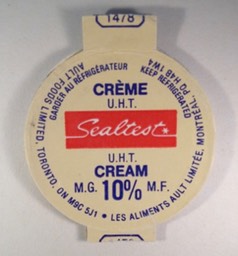 1478
GARDER AU RÉFRIGÉRATEUR
KEEP REFRIGERATED
CRÈME
U.H.T.
Sealtest
U.H.T.
CREAM
M.G. 10% M.F.
AULT FOODS LIMITED, TORONTO, ON M9C 5J1 • LES ALIMENTS AULT LIMITÉE, MONTRÉAL, PQ H4B 1W4